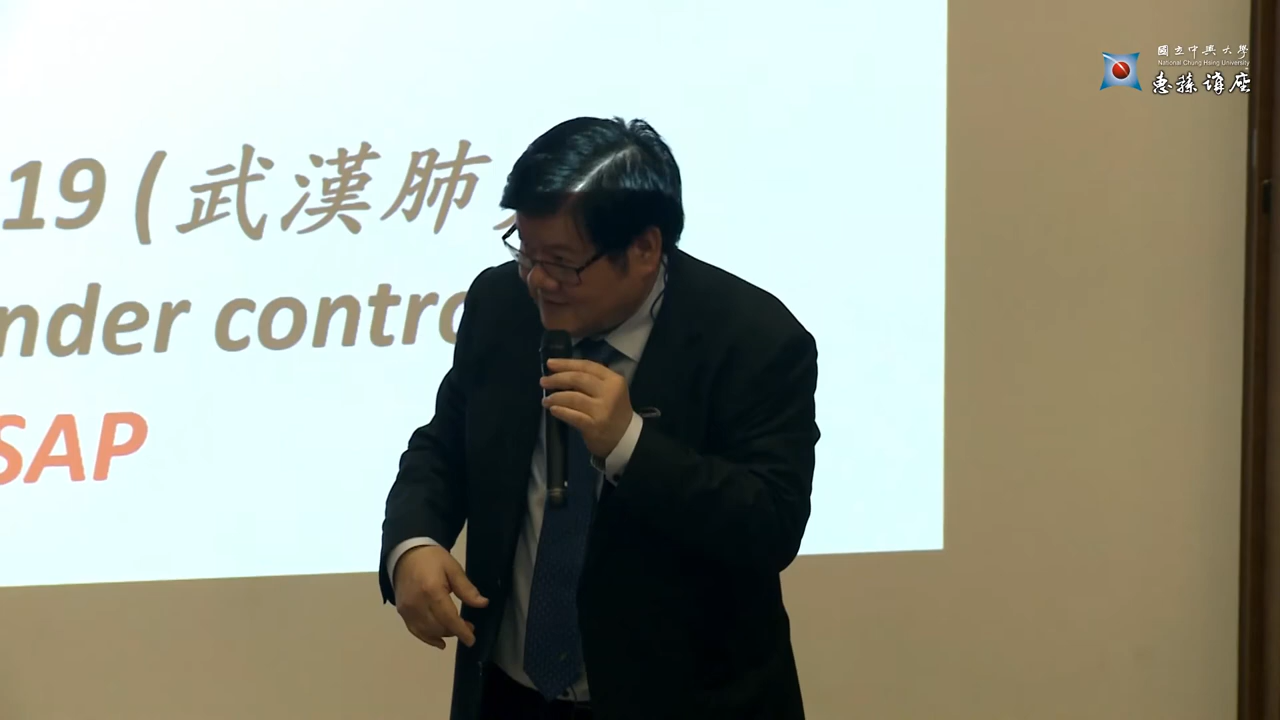 國立中興大學
National Chung Hsing University
惠蓀講座
19 (武漢肺
nder contro
SAP